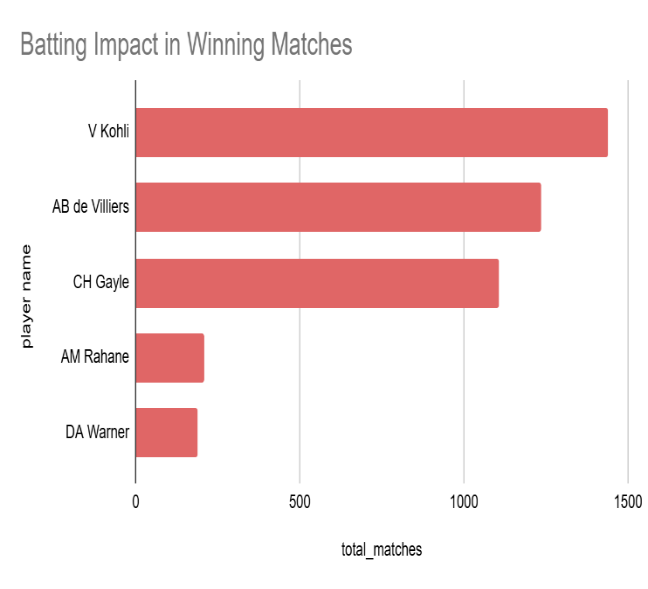 Batting Impact in Winning Matches
player name
V Kohli
AB de Villiers
CH Gayle
AM Rahane
DA Warner
0 500 1000 1500
total_matches